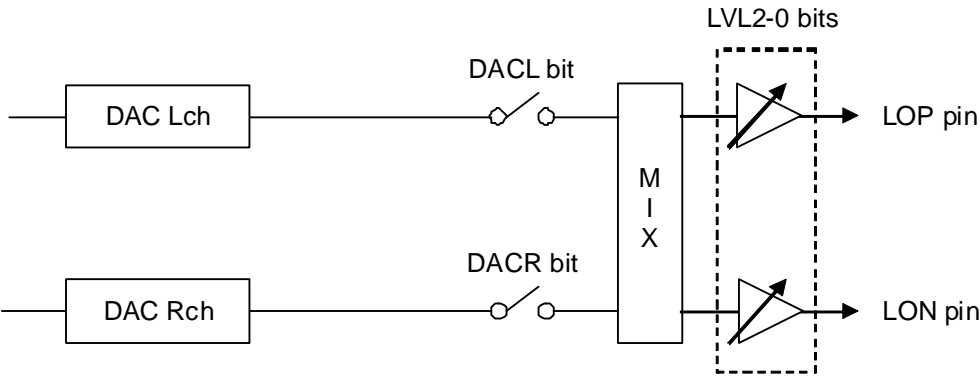 LVL2-0 bits
DACL bit
DAC Lch
LOP pin
M
I
X
DACR bit
DAC Rch
LON pin